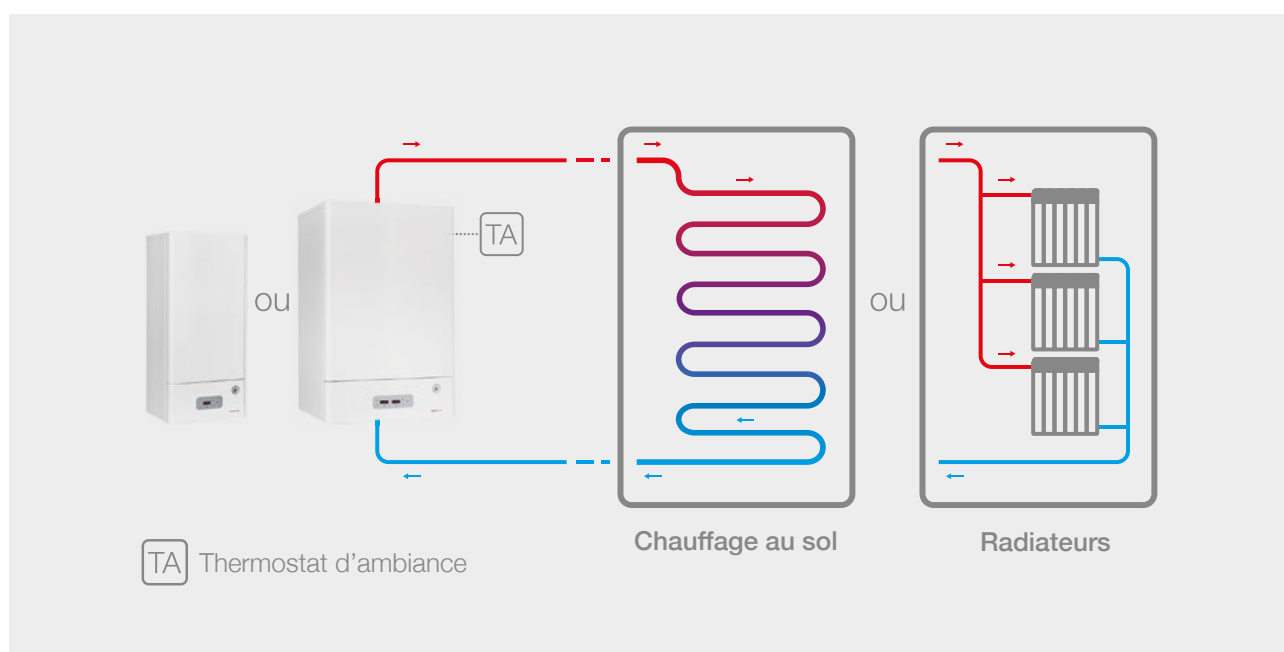 TA
ou
ou
Chauffage au sol
Radiateurs
TA Thermostat d'ambiance